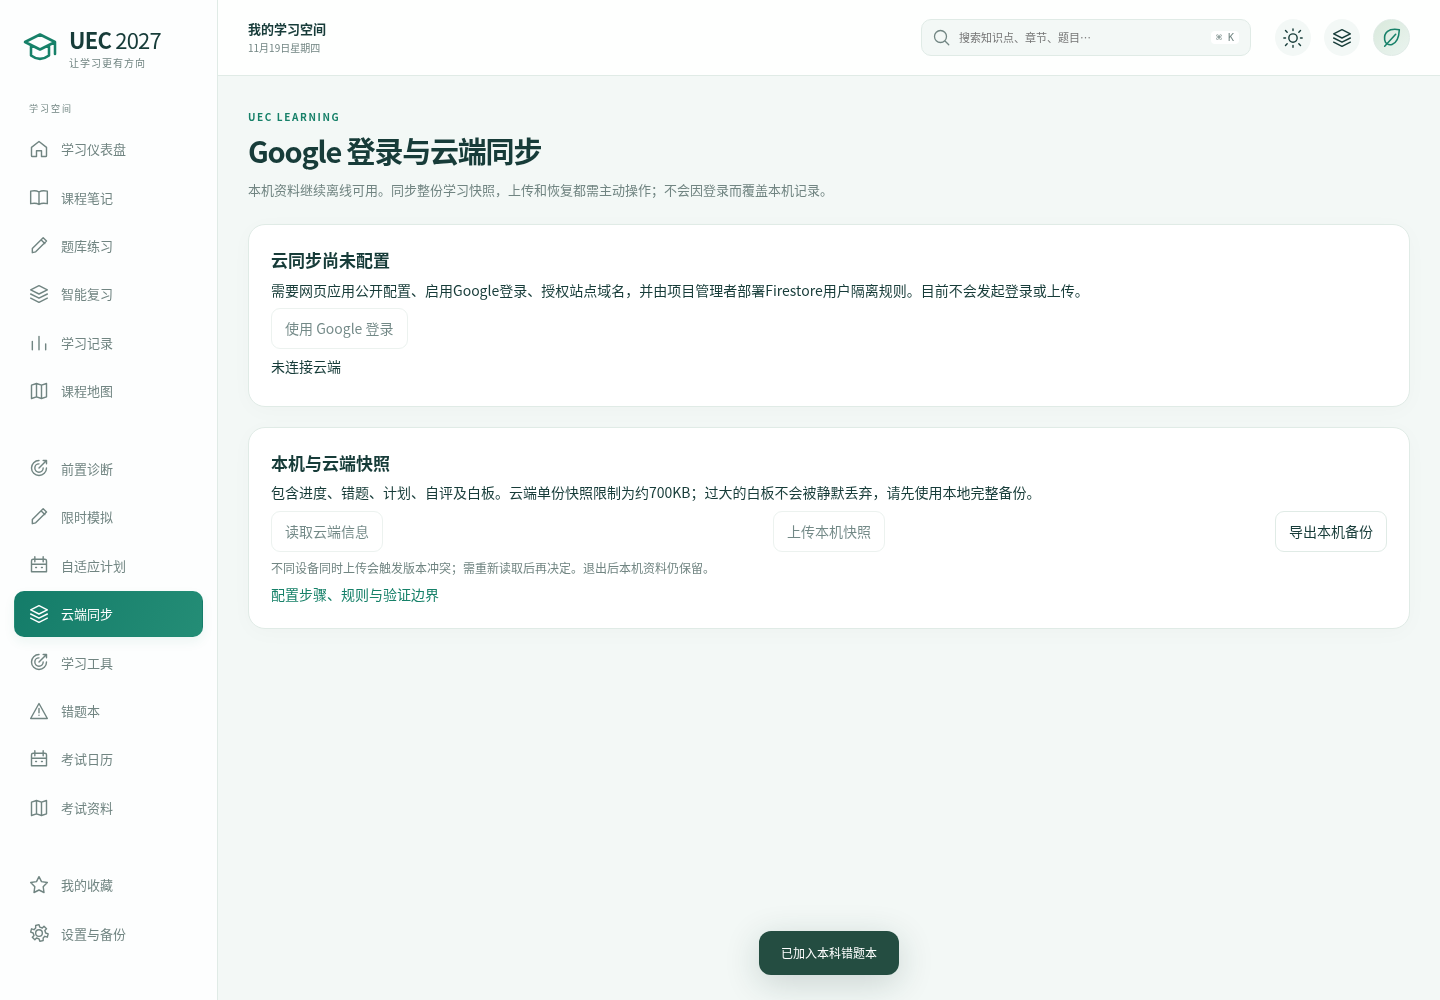 UEC 2027
让学习更有方向
学习空间
学习仪表盘
课程笔记
题库练习
智能复习
学习记录
课程地图
前置诊断
限时模拟
自适应计划
云端同步
学习工具
错题本
考试日历
考试资料
我的收藏
设置与备份
我的学习空间
11月19日星期四
搜索知识点、章节、题目…
⌘ K
UEC LEARNING
Google 登录与云端同步
本机资料继续离线可用。同步整份学习快照，上传和恢复都需主动操作；不会因登录而覆盖本机记录。
云同步尚未配置
需要网页应用公开配置、启用Google登录、授权站点域名，并由项目管理者部署Firestore用户隔离规则。目前不会发起登录或上传。
使用 Google 登录
未连接云端
本机与云端快照
包含进度、错题、计划、自评及白板。云端单份快照限制为约700KB；过大的白板不会被静默丢弃，请先使用本地完整备份。
读取云端信息
上传本机快照
导出本机备份
不同设备同时上传会触发版本冲突；需重新读取后再决定。退出后本机资料仍保留。
配置步骤、规则与验证边界
已加入本科错题本